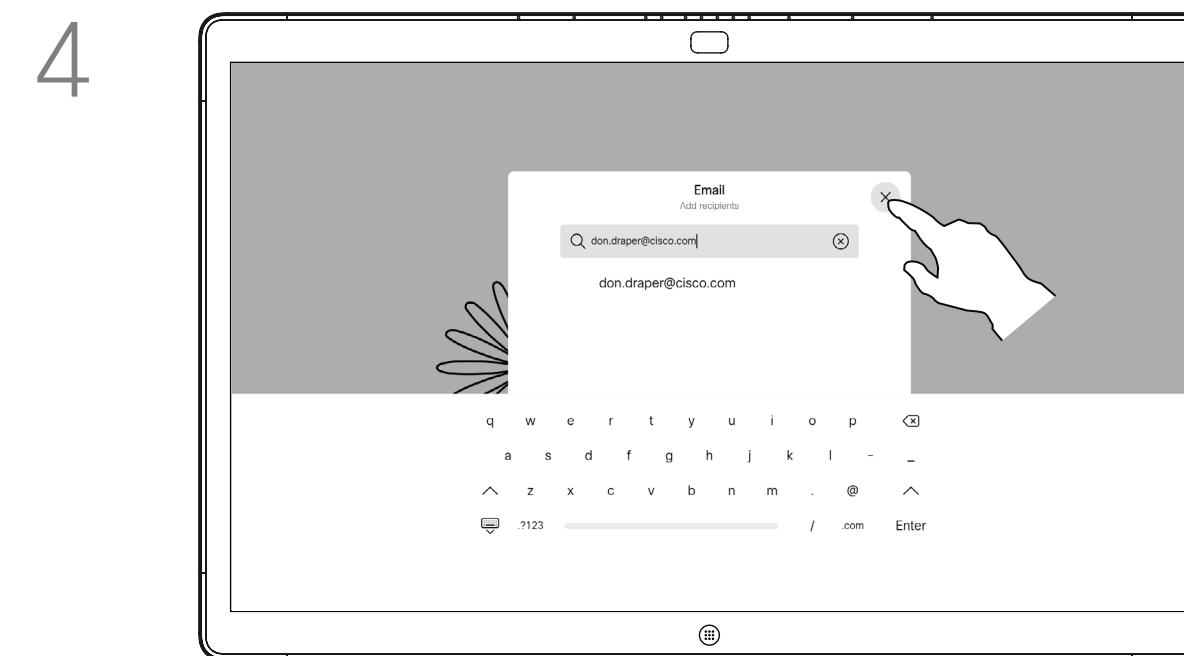 4
Email
Add recipients
don.draper@cisco.com
don.draper@cisco.com
q w e r t y u i o p
a s d f g h j k l - _
z x c v b n m . @
.?123 / .com Enter